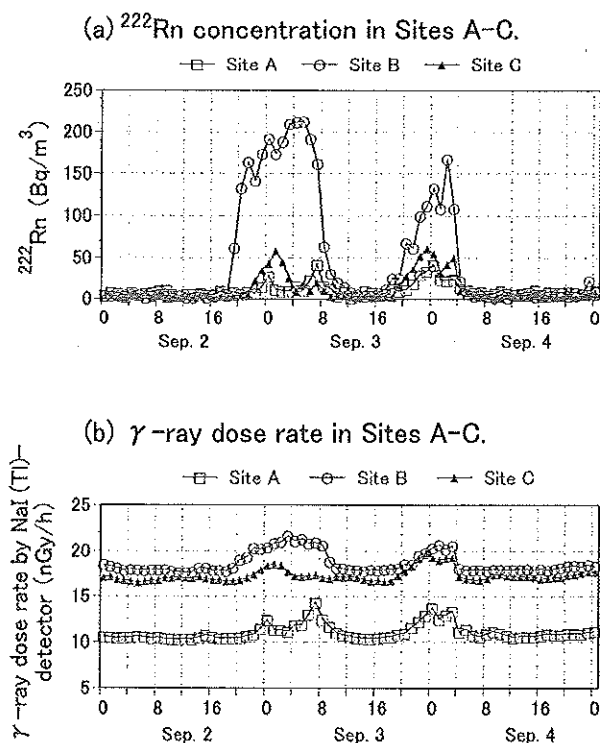 (a) ²²²Rn concentration in Sites A-C.
Site A Site B Site C
250
200
150
100
50
0
²²²Rn (Bq/m³)
0 8 16 0 8 16 0 8 16 0
Sep. 2 Sep. 3 Sep. 4
(b) γ-ray dose rate in Sites A-C.
Site A Site B Site C
25
20
15
10
5
γ-ray dose rate by NaI (Tl)–
detector (nGy/h)
0 8 16 0 8 16 0 8 16 0
Sep. 2 Sep. 3 Sep. 4